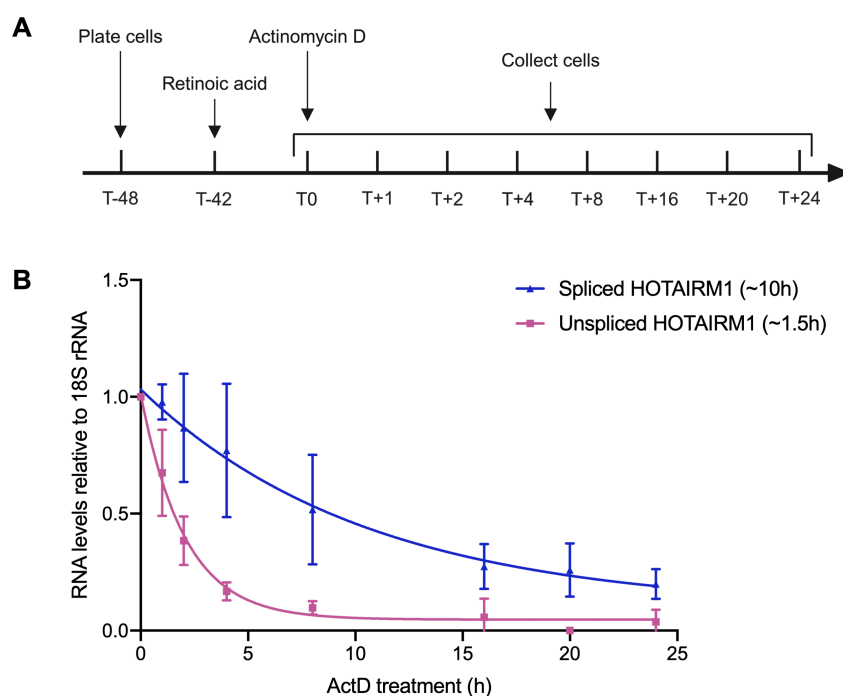 A
Plate cells
Actinomycin D
Collect cells
Retinoic acid
T-48
T-42
T0
T+1
T+2
T+4
T+8
T+16
T+20
T+24
B
1.5
1.0
0.5
0.0
RNA levels relative to 18S rRNA
Spliced HOTAIRM1 (~10h)
Unspliced HOTAIRM1 (~1.5h)
0
5
10
15
20
25
ActD treatment (h)